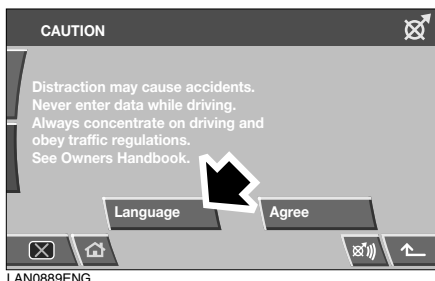 CAUTION
Distraction may cause accidents.
Never enter data while driving.
Always concentrate on driving and
obey traffic regulations.
See Owners Handbook.
Language Agree
LAN0889ENG